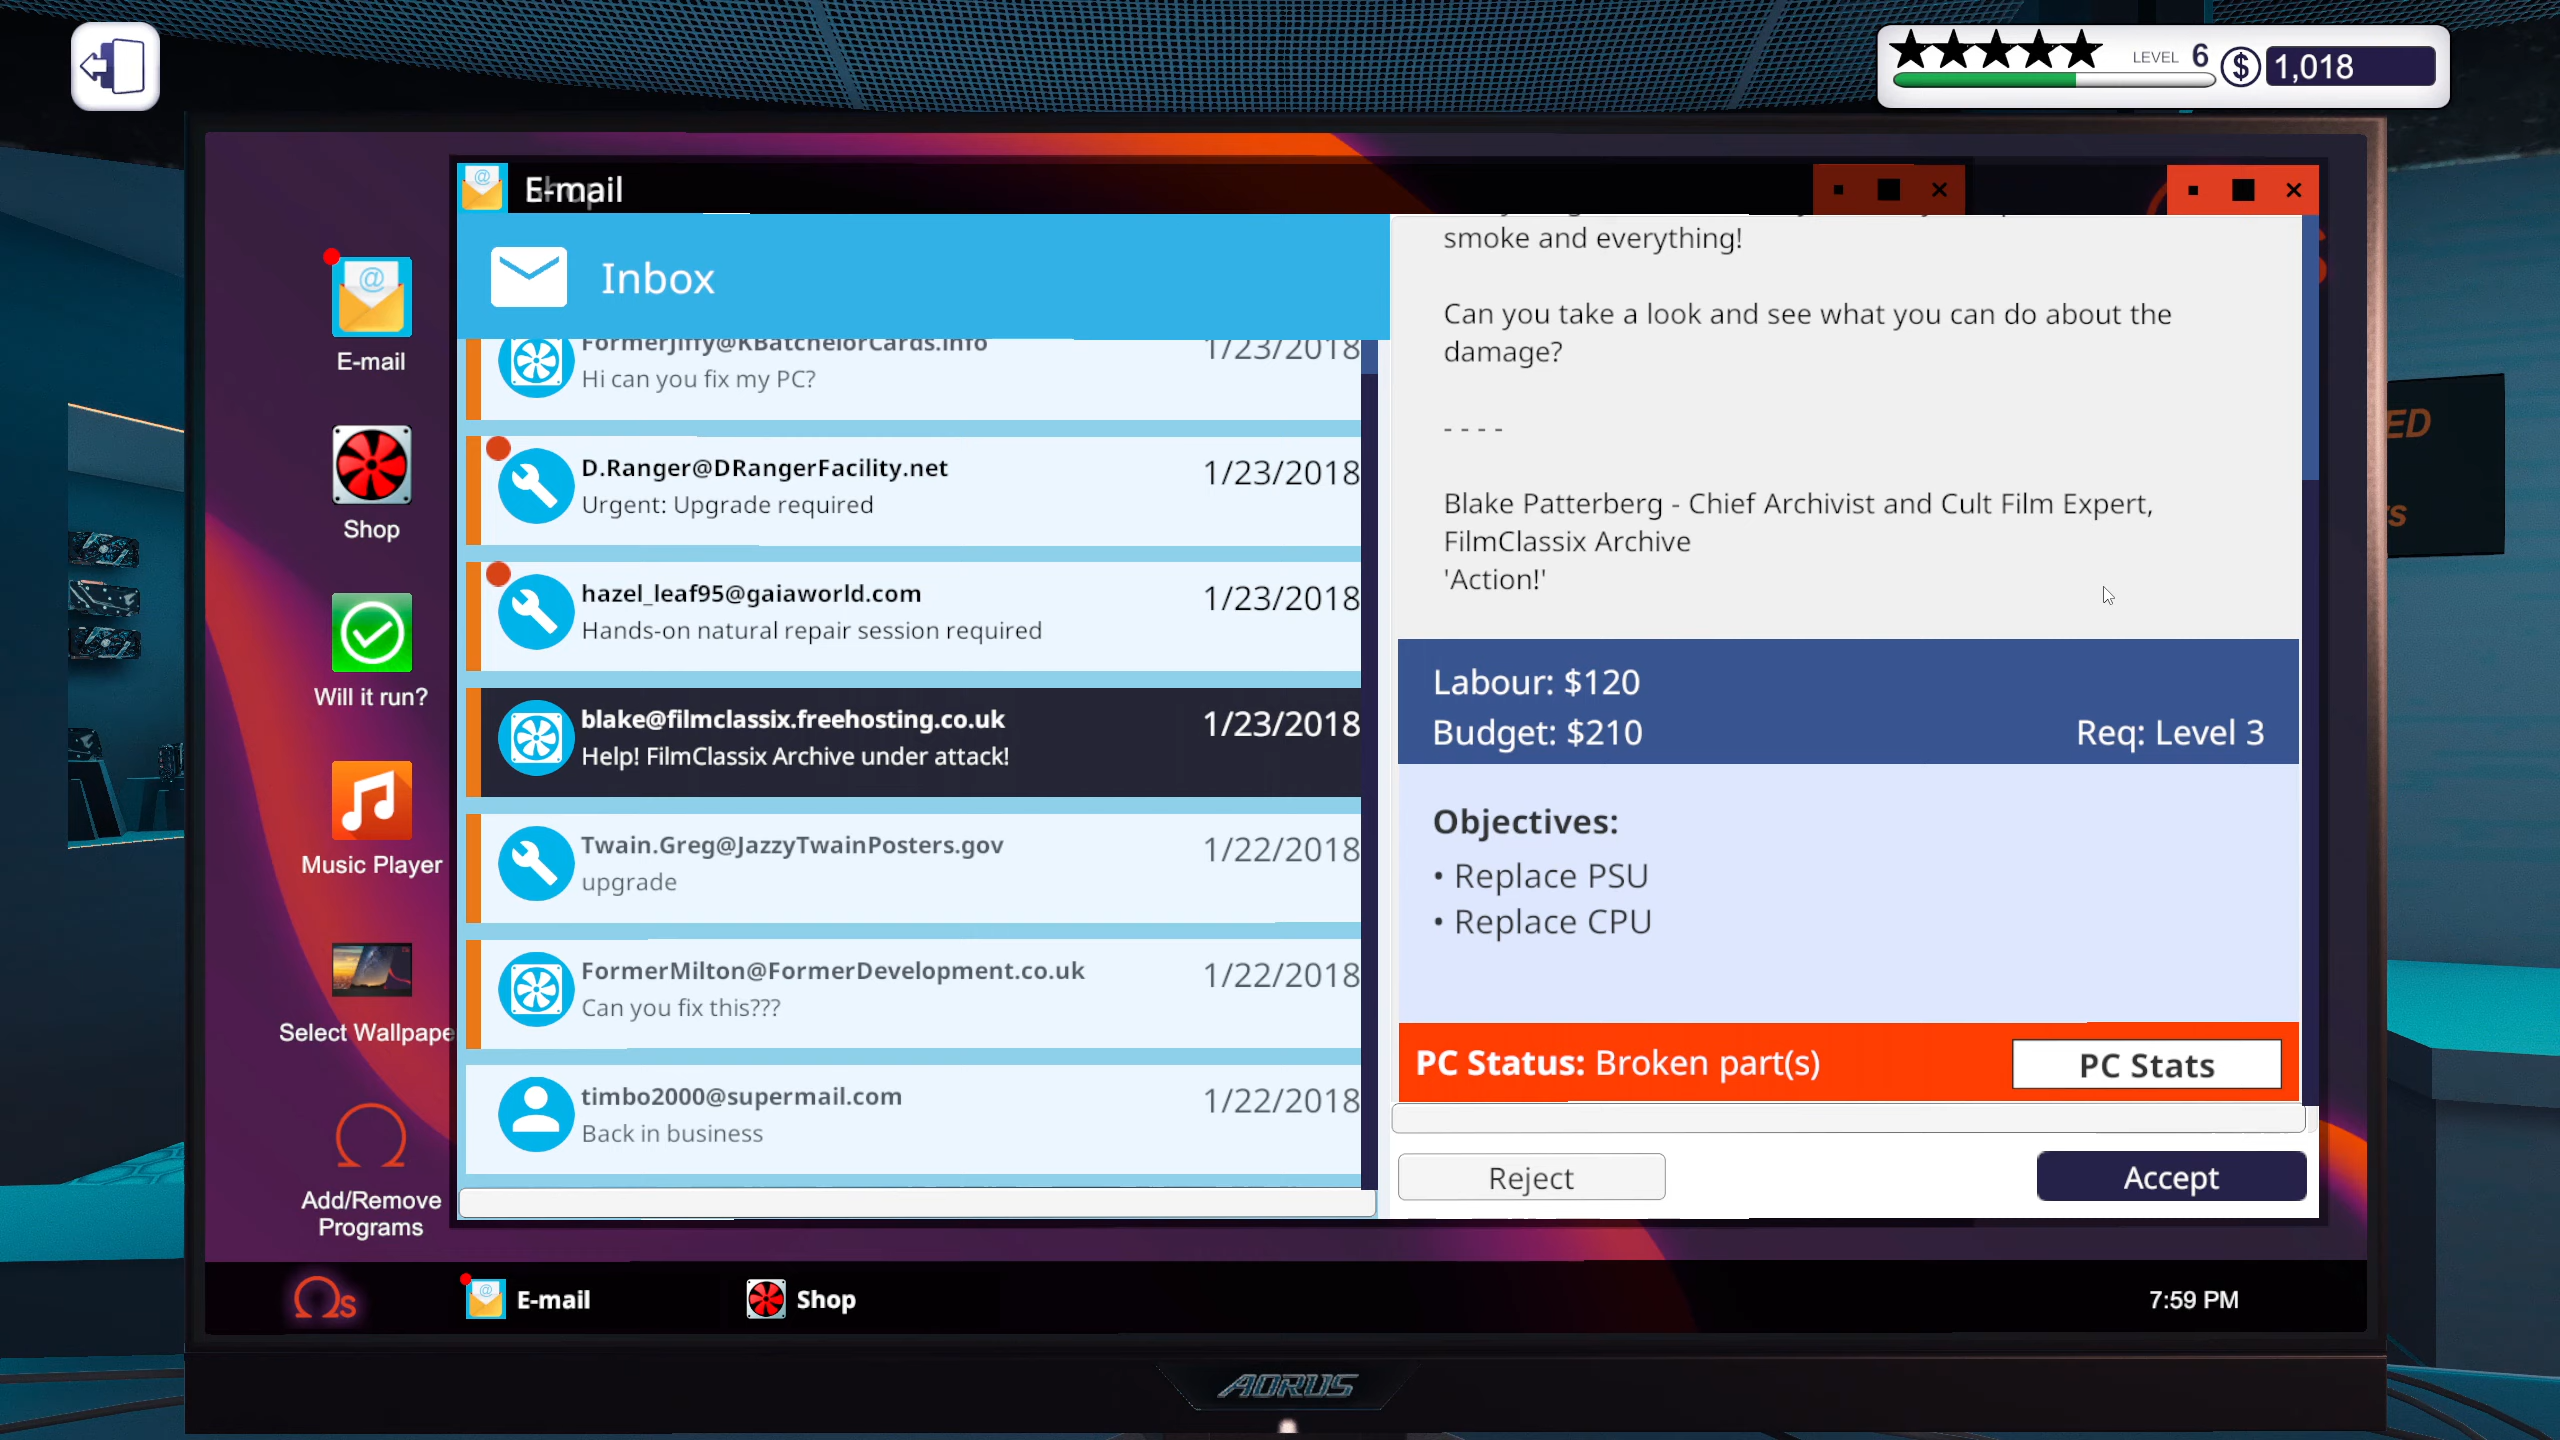 LEVEL 6
1,018
E-mail
Inbox
FormerJiffy@KBatchelorCards.info
1/23/2018
Hi can you fix my PC?
D.Ranger@DRangerFacility.net
1/23/2018
Urgent: Upgrade required
hazel_leaf95@gaiaworld.com
1/23/2018
Hands-on natural repair session required
blake@filmclassix.freehosting.co.uk
1/23/2018
Help! FilmClassix Archive under attack!
Twain.Greg@JazzyTwainPosters.gov
1/22/2018
upgrade
FormerMilton@FormerDevelopment.co.uk
1/22/2018
Can you fix this???
timbo2000@supermail.com
1/22/2018
Back in business
smoke and everything!
Can you take a look and see what you can do about the
damage?
- - - -
Blake Patterberg - Chief Archivist and Cult Film Expert,
FilmClassix Archive
'Action!'
Labour: $120
Budget: $210
Req: Level 3
Objectives:
• Replace PSU
• Replace CPU
PC Status: Broken part(s)
PC Stats
Reject
Accept
E-mail
Shop
Will it run?
Music Player
Select Wallpape
Add/Remove
Programs
Ωs
E-mail
Shop
7:59 PM
AORUS
ED